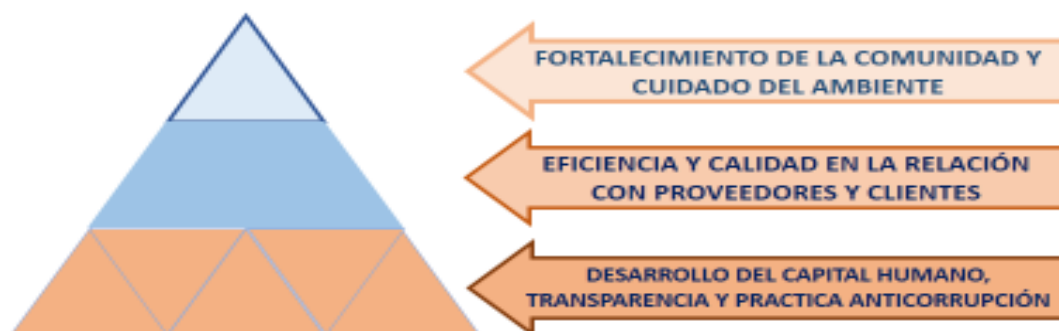 FORTALECIMIENTO DE LA COMUNIDAD Y
CUIDADO DEL AMBIENTE
EFICIENCIA Y CALIDAD EN LA RELACIÓN
CON PROVEEDORES Y CLIENTES
DESARROLLO DEL CAPITAL HUMANO,
TRANSPARENCIA Y PRACTICA ANTICORRUPCIÓN